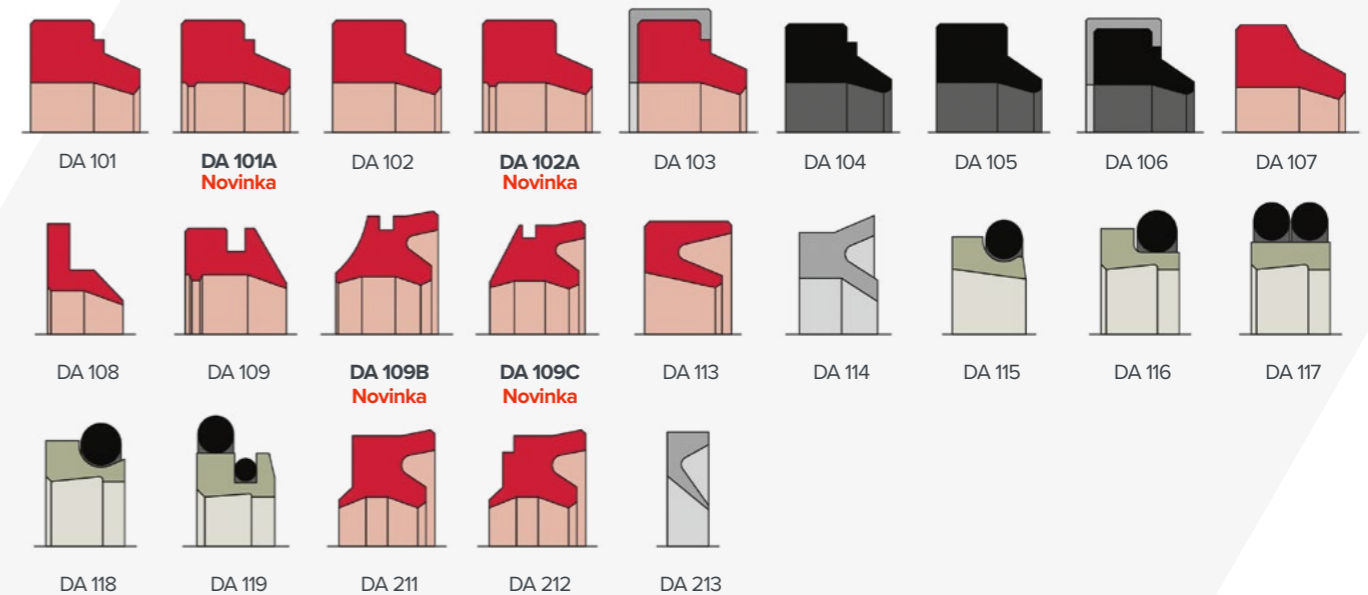 DA 101
DA 101A
Novinka
DA 102
DA 102A
Novinka
DA 103
DA 104
DA 105
DA 106
DA 107
DA 108
DA 109
DA 109B
Novinka
DA 109C
Novinka
DA 113
DA 114
DA 115
DA 116
DA 117
DA 118
DA 119
DA 211
DA 212
DA 213